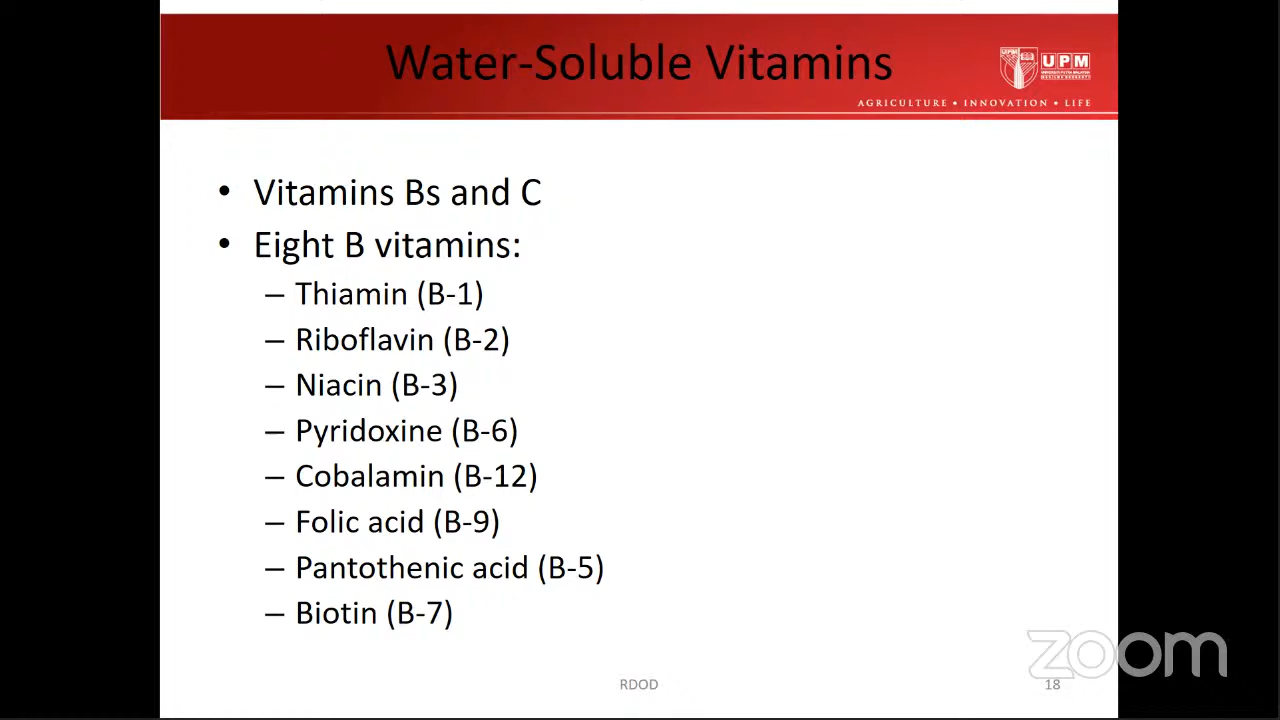 Water-Soluble Vitamins
UPM
AGRICULTURE • INNOVATION • LIFE
• Vitamins Bs and C
• Eight B vitamins:
– Thiamin (B-1)
– Riboflavin (B-2)
– Niacin (B-3)
– Pyridoxine (B-6)
– Cobalamin (B-12)
– Folic acid (B-9)
– Pantothenic acid (B-5)
– Biotin (B-7)
zoom
RDOD
18